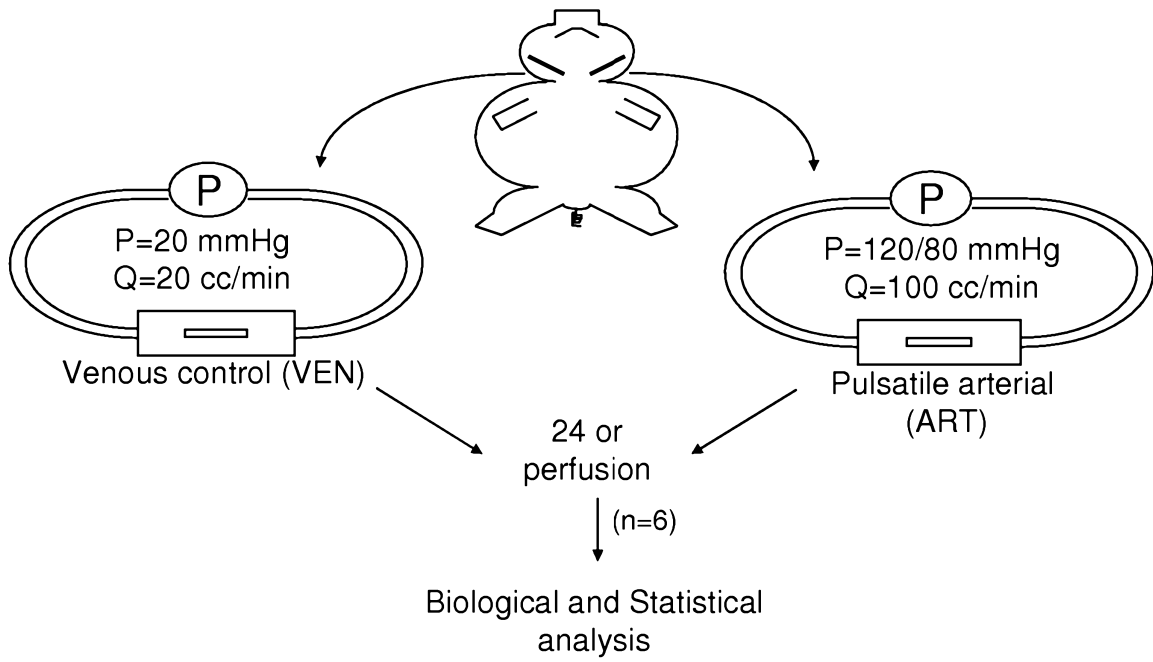 P
P=20 mmHg
Q=20 cc/min
Venous control (VEN)
P
P=120/80 mmHg
Q=100 cc/min
Pulsatile arterial
(ART)
24 or
perfusion
(n=6)
Biological and Statistical
analysis